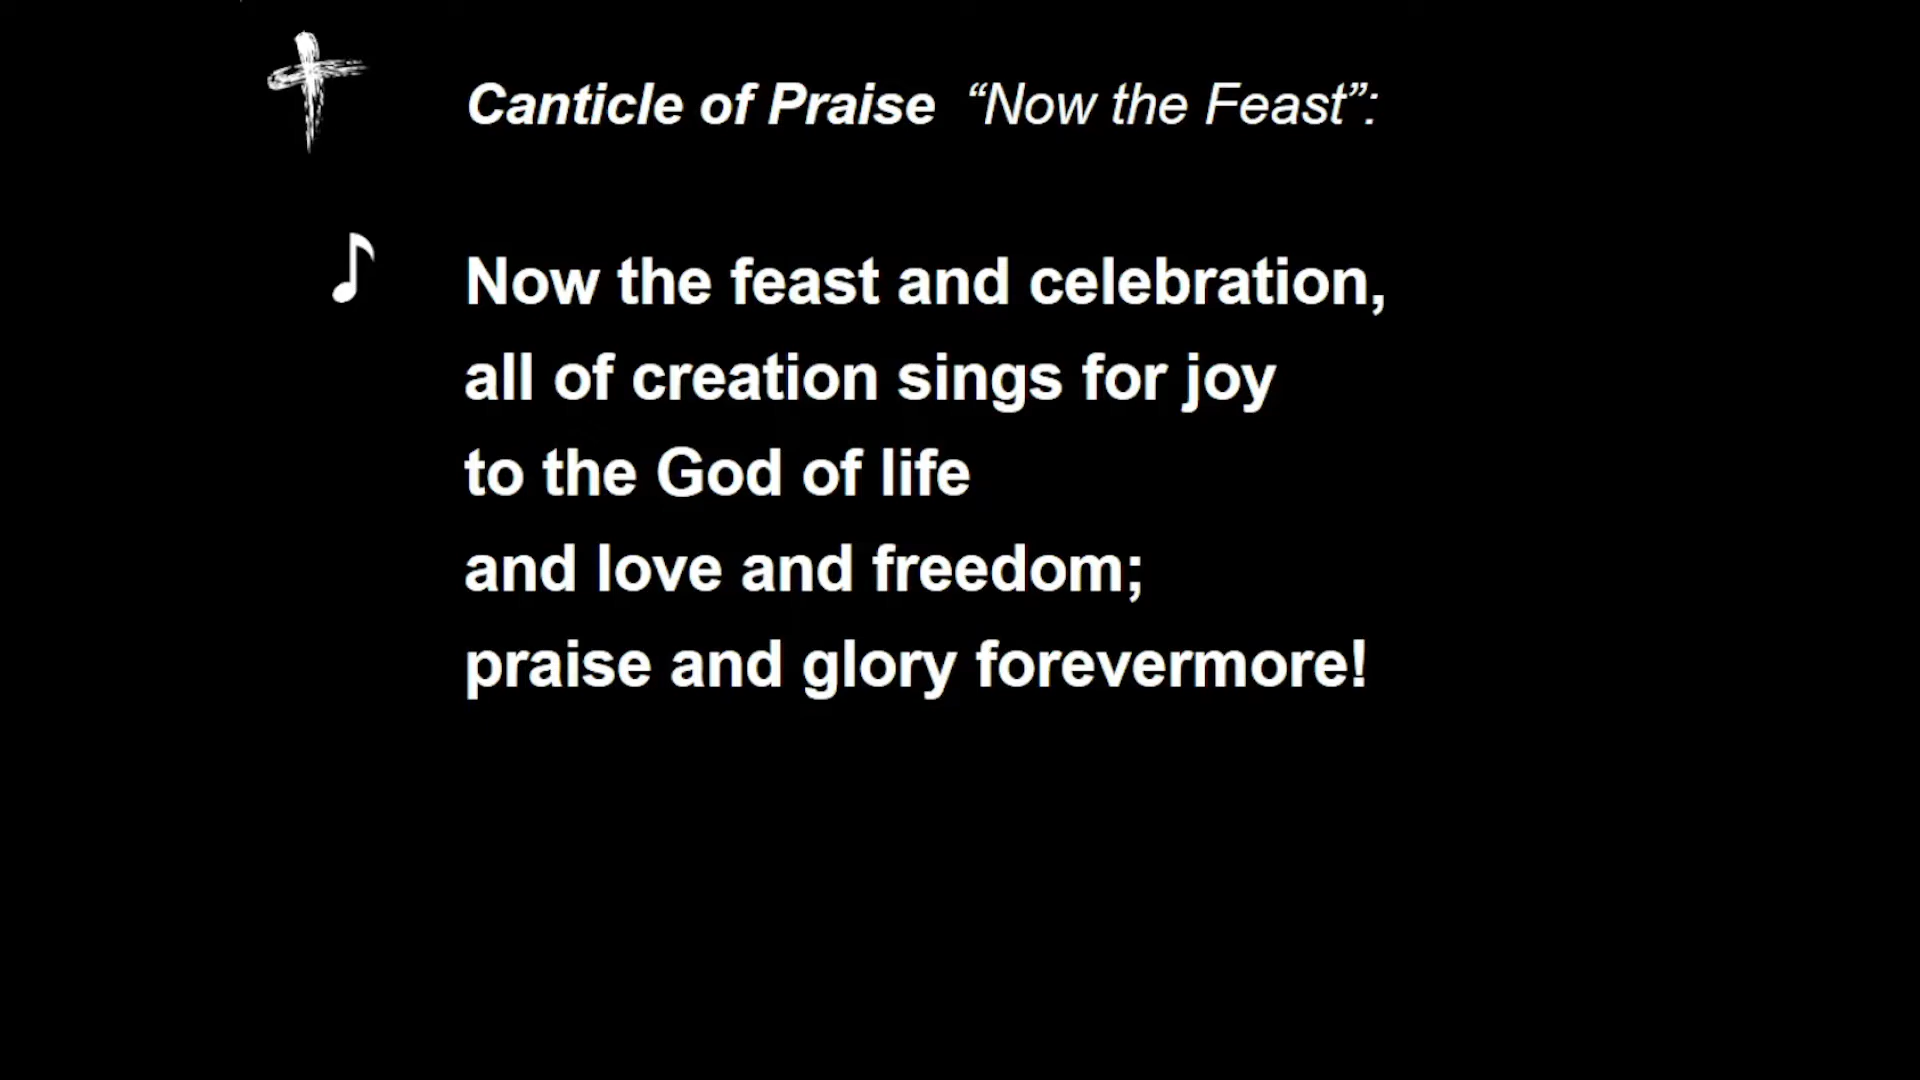 Canticle of Praise “Now the Feast”:
♪ Now the feast and celebration,
all of creation sings for joy
to the God of life
and love and freedom;
praise and glory forevermore!